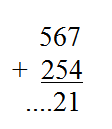 567
+ 254
....21